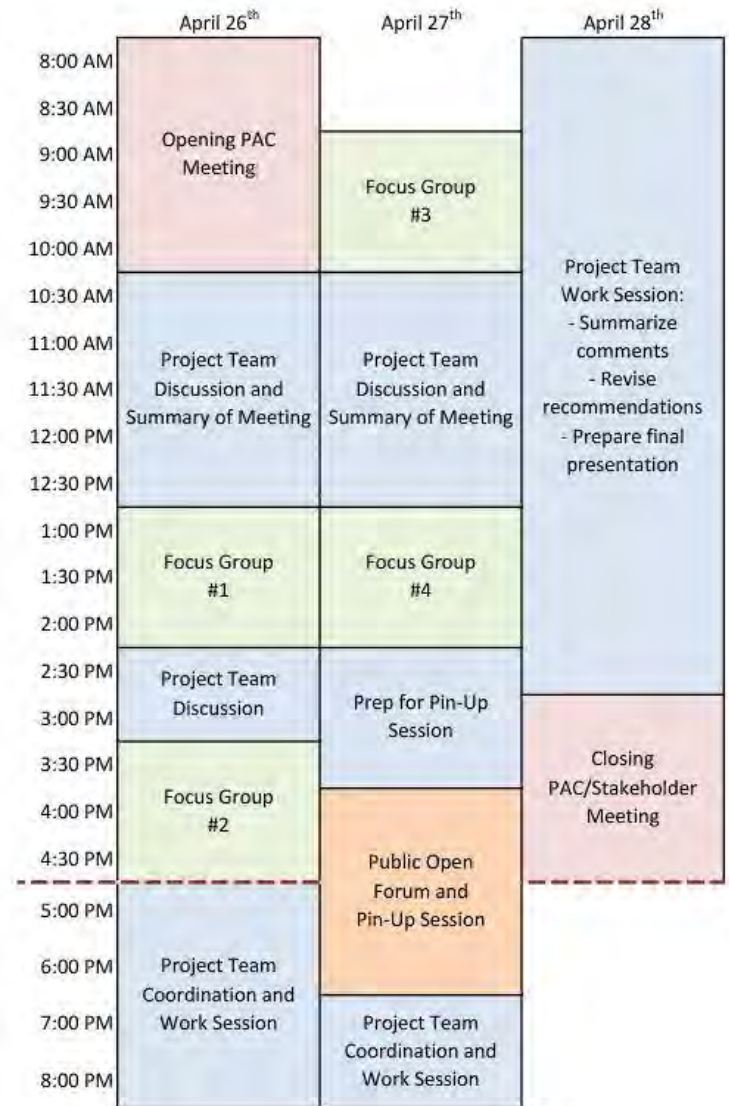 April 26th
April 27th
April 28th
8:00 AM
8:30 AM
9:00 AM
9:30 AM
10:00 AM
10:30 AM
11:00 AM
11:30 AM
12:00 PM
12:30 PM
1:00 PM
1:30 PM
2:00 PM
2:30 PM
3:00 PM
3:30 PM
4:00 PM
4:30 PM
5:00 PM
6:00 PM
7:00 PM
8:00 PM
Opening PAC
Meeting
Project Team
Discussion and
Summary of Meeting
Focus Group
#1
Project Team
Discussion
Focus Group
#2
Project Team
Coordination and
Work Session
Focus Group
#3
Project Team
Discussion and
Summary of Meeting
Focus Group
#4
Prep for Pin-Up
Session
Public Open
Forum and
Pin-Up Session
Project Team
Coordination and
Work Session
Project Team
Work Session:
- Summarize
comments
- Revise
recommendations
- Prepare final
presentation
Closing
PAC/Stakeholder
Meeting